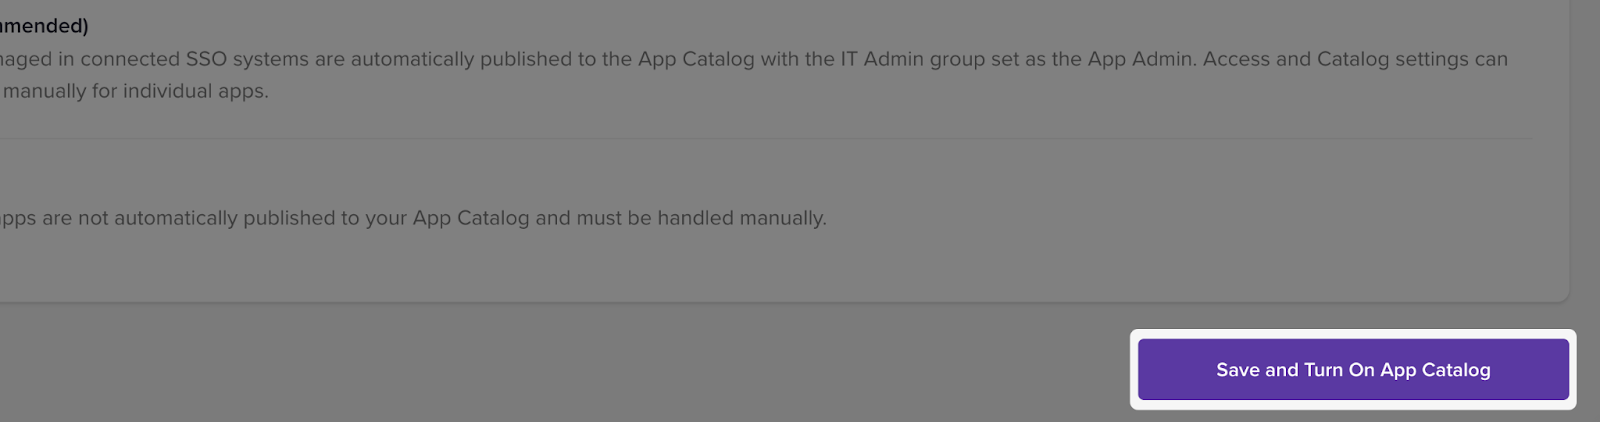 mmended)
naged in connected SSO systems are automatically published to the App Catalog with the IT Admin group set as the App Admin. Access and Catalog settings can
manually for individual apps.
apps are not automatically published to your App Catalog and must be handled manually.
Save and Turn On App Catalog